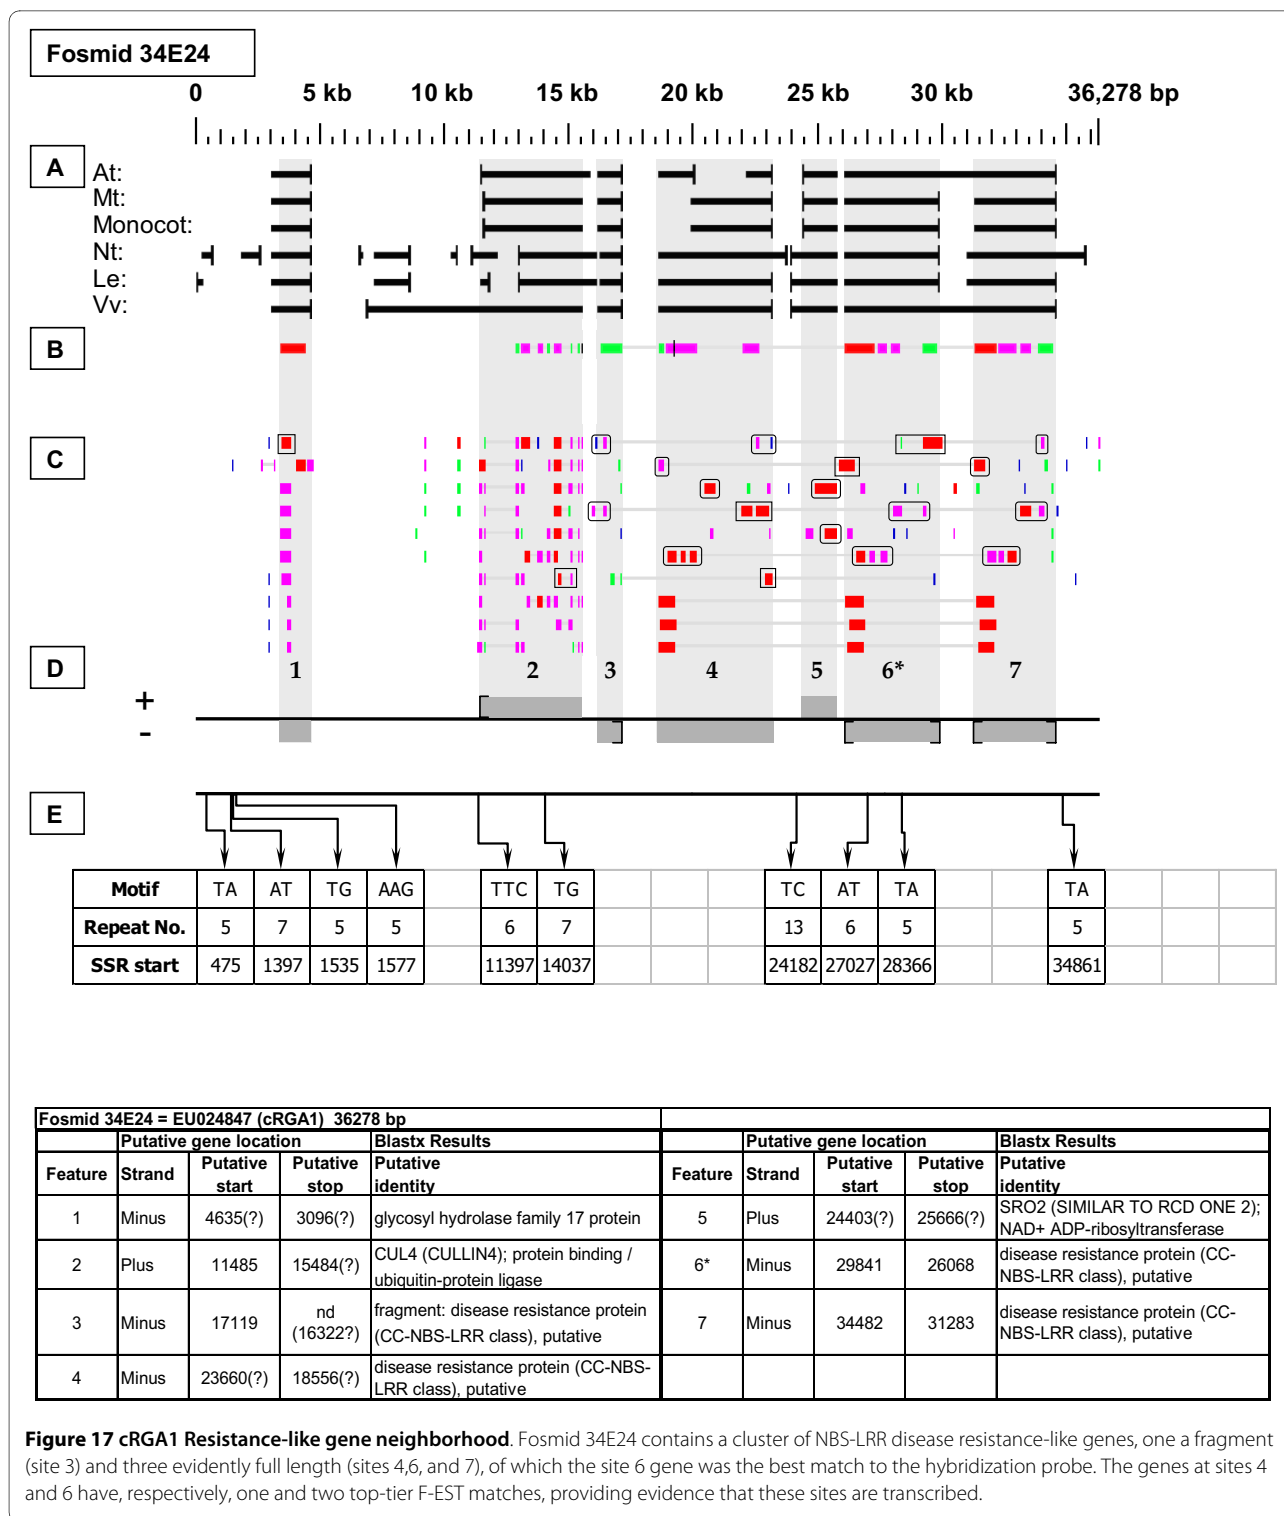 Fosmid 34E24
0 5 kb 10 kb 15 kb 20 kb 25 kb 30 kb 36,278 bp
A
At:
Mt:
Monocot:
Nt:
Le:
Vv:
B
C
D
1 2 3 4 5 6* 7
+
-
E
Motif TA AT TG AAG TTC TG TC AT TA TA
Repeat No. 5 7 5 5 6 7 13 6 5 5
SSR start 475 1397 1535 1577 11397 14037 24182 27027 28366 34861
Fosmid 34E24 = EU024847 (cRGA1) 36278 bp
Putative gene location Blastx Results Putative gene location Blastx Results
Feature Strand Putative start Putative stop Putative identity Feature Strand Putative start Putative stop Putative identity
1 Minus 4635(?) 3096(?) glycosyl hydrolase family 17 protein 5 Plus 24403(?) 25666(?) SRO2 (SIMILAR TO RCD ONE 2); NAD+ ADP-ribosyltransferase
2 Plus 11485 15484(?) CUL4 (CULLIN4); protein binding / ubiquitin-protein ligase 6* Minus 29841 26068 disease resistance protein (CC-NBS-LRR class), putative
3 Minus 17119 nd (16322?) fragment: disease resistance protein (CC-NBS-LRR class), putative 7 Minus 34482 31283 disease resistance protein (CC-NBS-LRR class), putative
4 Minus 23660(?) 18556(?) disease resistance protein (CC-NBS-LRR class), putative
Figure 17 cRGA1 Resistance-like gene neighborhood. Fosmid 34E24 contains a cluster of NBS-LRR disease resistance-like genes, one a fragment
(site 3) and three evidently full length (sites 4,6, and 7), of which the site 6 gene was the best match to the hybridization probe. The genes at sites 4
and 6 have, respectively, one and two top-tier F-EST matches, providing evidence that these sites are transcribed.